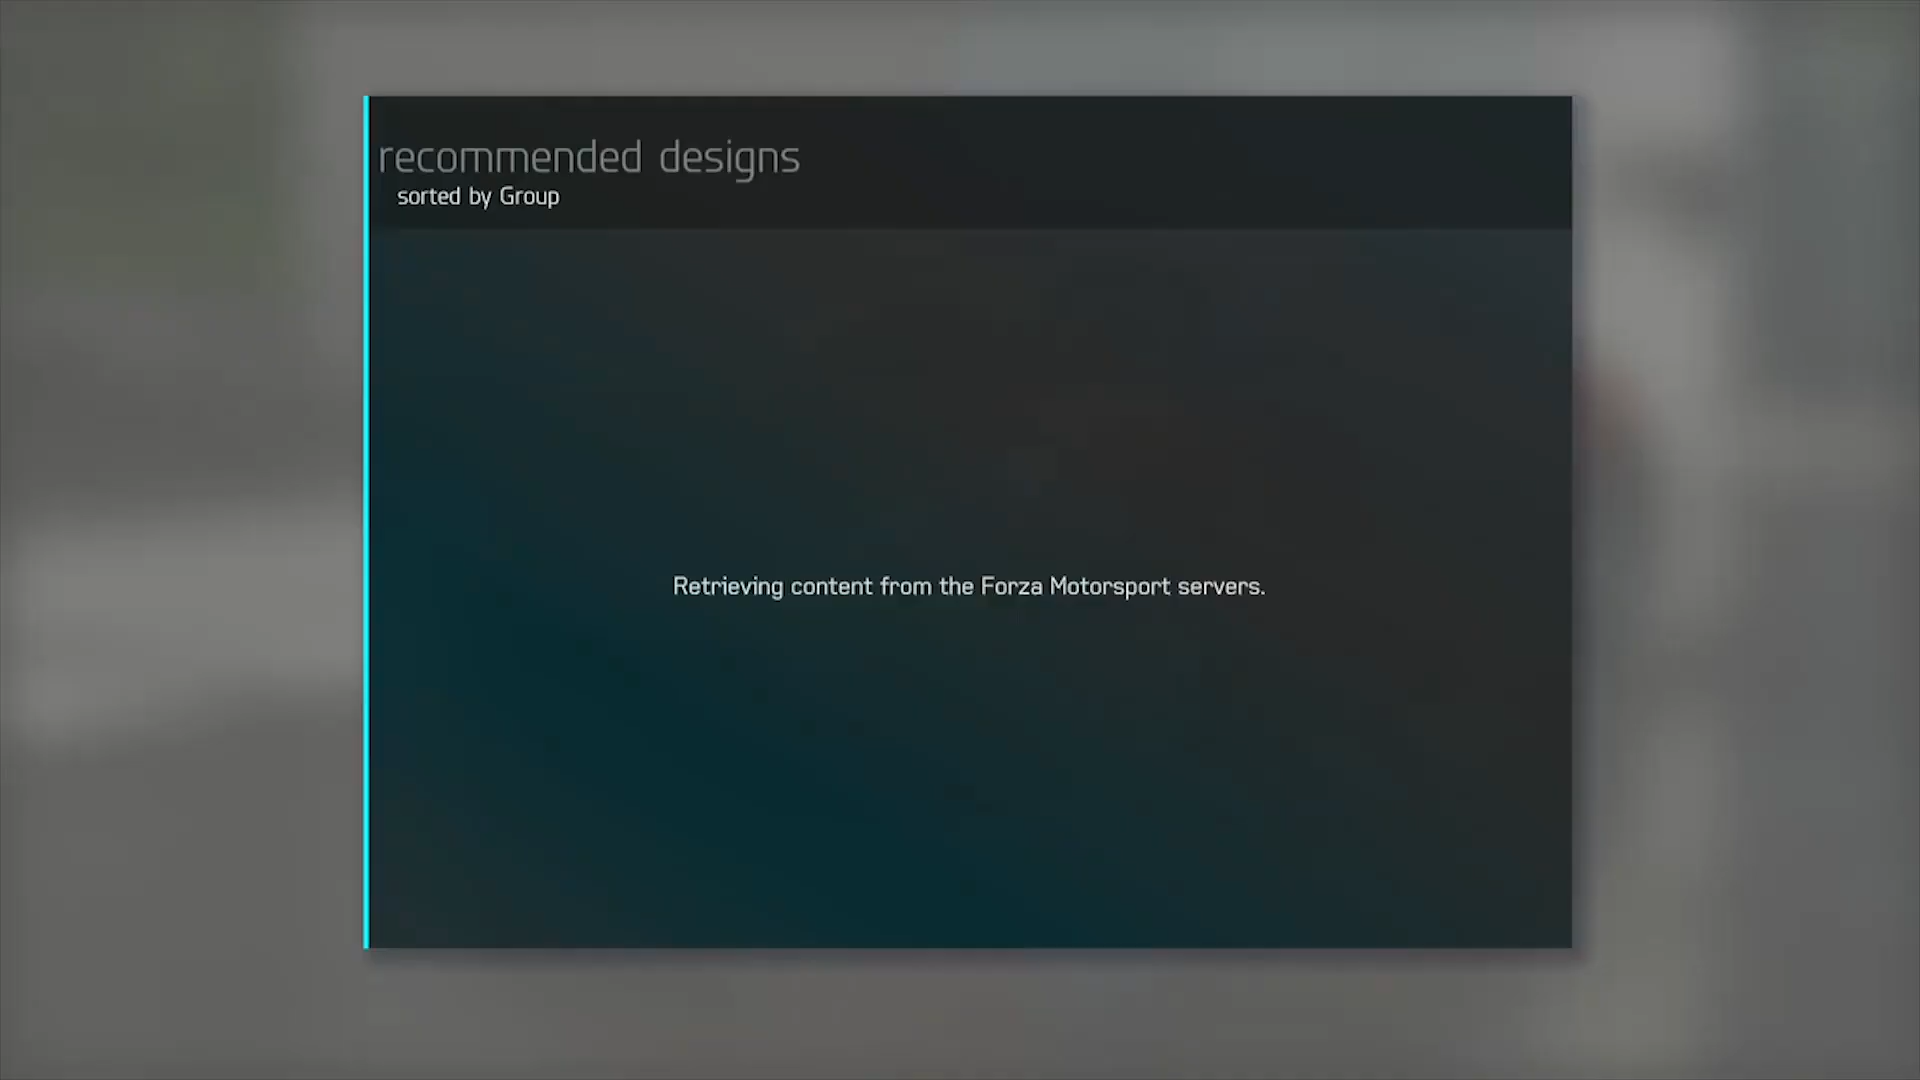 recommended designs
sorted by Group
Retrieving content from the Forza Motorsport servers.